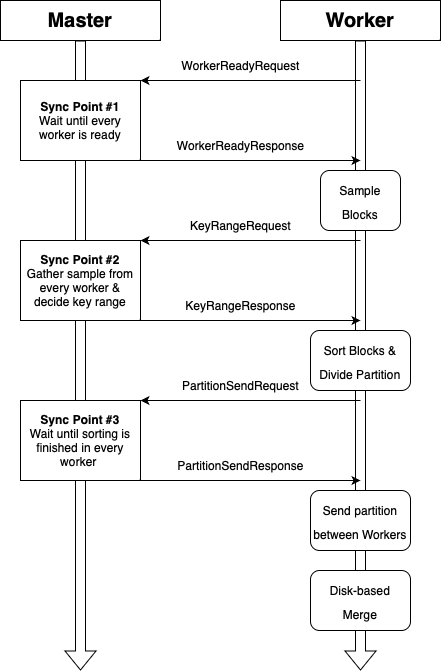 Master
Worker
WorkerReadyRequest
Sync Point #1
Wait until every
worker is ready
WorkerReadyResponse
Sample
Blocks
KeyRangeRequest
Sync Point #2
Gather sample from
every worker &
decide key range
KeyRangeResponse
Sort Blocks &
Divide Partition
PartitionSendRequest
Sync Point #3
Wait until sorting is
finished in every
worker
PartitionSendResponse
Send partition
between Workers
Disk-based
Merge